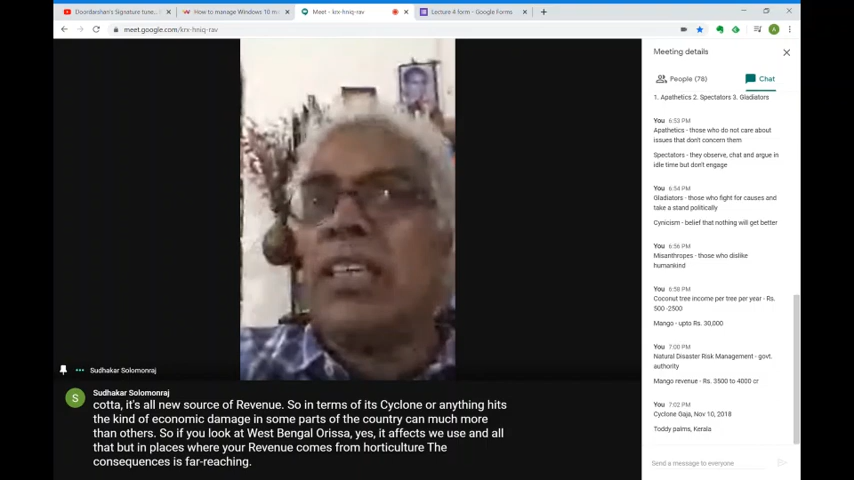 Doordarshan's Signature tune...
How to manage Windows 10 n
Meet - krx-hniq-rav
Lecture 4 form - Google Forms
meet.google.com/krx-hniq-rav
Meeting details
People (78)
Chat
1. Apathetics 2. Spectators 3. Gladiators
You 6:53 PM
Apathetics - those who do not care about
issues that don't concern them
Spectators - they observe, chat and argue in
idle time but don't engage
You 6:54 PM
Gladiators - those who fight for causes and
take a stand politically
Cynicism - belief that nothing will get better
You 6:56 PM
Misanthropes - those who dislike
humankind
You 6:58 PM
Coconut tree income per tree per year - Rs.
500 -2500
Mango - upto Rs. 30,000
You 7:00 PM
Natural Disaster Risk Management - govt.
authority
Mango revenue - Rs. 3500 to 4000 cr
You 7:02 PM
Cyclone Gaja, Nov 10, 2018
Toddy palms, Kerala
Send a message to everyone
Sudhakar Solomonraj
S
Sudhakar Solomonraj
cotta, it's all new source of Revenue. So in terms of its Cyclone or anything hits
the kind of economic damage in some parts of the country can much more
than others. So if you look at West Bengal Orissa, yes, it affects we use and all
that but in places where your Revenue comes from horticulture The
consequences is far-reaching.